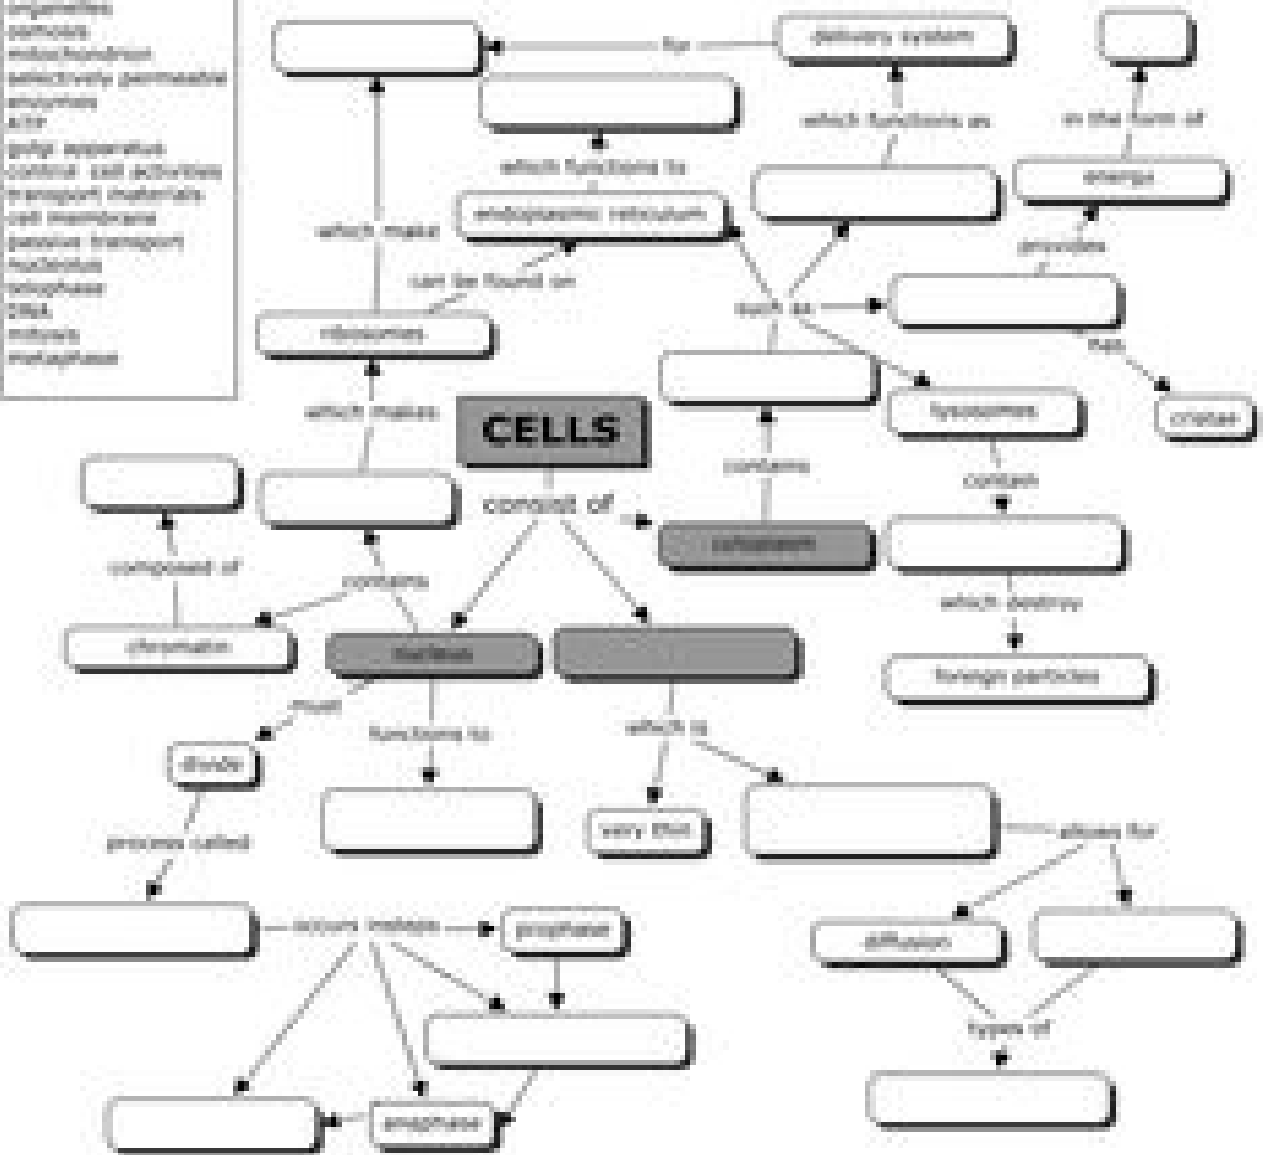 organelles
osmosis
mitochondrion
selectively permeable
enzymes
ATP
golgi apparatus
control cell activities
transport materials
cell membrane
passive transport
nucleolus
telophase
DNA
mitosis
metaphase
for
delivery system
which functions to
which functions as
in the form of
energy
endoplasmic reticulum
which make
can be found on
provides
such as
ribosomes
has
which makes
CELLS
lysosomes
cristae
contains
contain
consist of
cytoplasm
composed of
contains
which destroy
chromatin
nucleus
foreign particles
must
functions to
which is
divide
very thin
allows for
process called
occurs insteps
prophase
diffusion
types of
anaphase